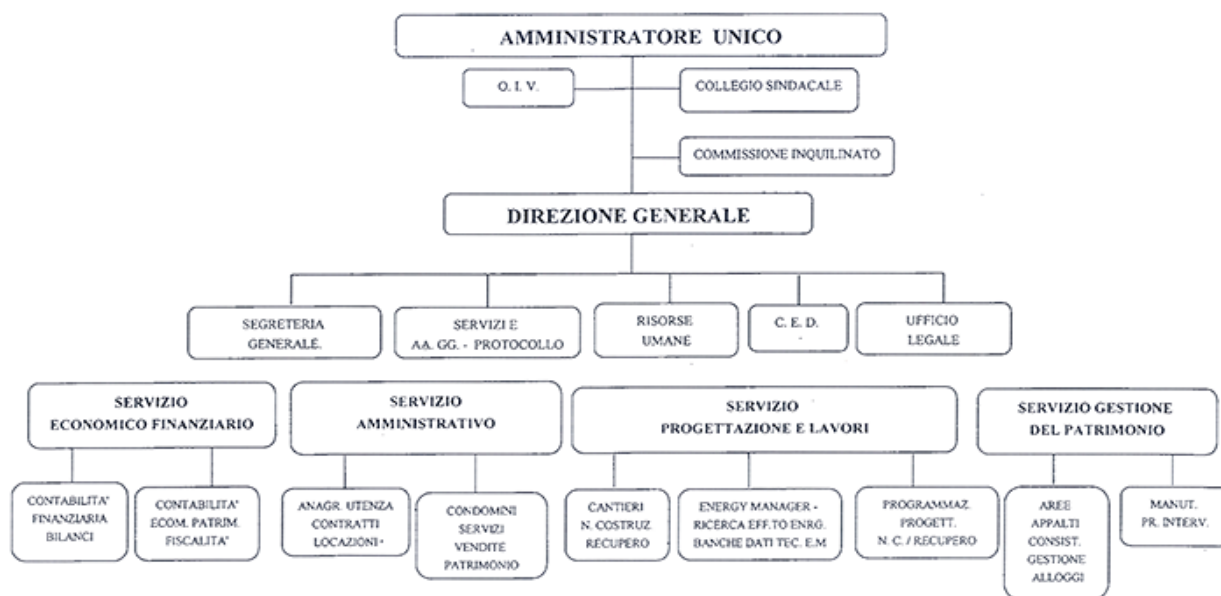 AMMINISTRATORE UNICO
O. I. V.
COLLEGIO SINDACALE
COMMISSIONE INQUILINATO
DIREZIONE GENERALE
SEGRETERIA
GENERALE.
SERVIZI E
AA. GG. - PROTOCOLLO
RISORSE
UMANE
C. E. D.
UFFICIO
LEGALE
SERVIZIO
ECONOMICO FINANZIARIO
SERVIZIO
AMMINISTRATIVO
SERVIZIO
PROGETTAZIONE E LAVORI
SERVIZIO GESTIONE
DEL PATRIMONIO
CONTABILITA'
FINANZIARIA
BILANCI
CONTABILITA'
ECOM. PATRIM.
FISCALITA'
ANAGR. UTENZA
CONTRATTI
LOCAZIONI
CONDOMINI
SERVIZI
VENDITE
PATRIMONIO
CANTIERI
N. COSTRUZ
RECUPERO
ENERGY MANAGER -
RICERCA EFF.TO ENRG.
BANCHE DATI TEC. E.M
PROGRAMMAZ.
PROGETT.
N. C. / RECUPERO
AREE
APPALTI
CONSIST.
GESTIONE
ALLOGGI
MANUT.
PR. INTERV.